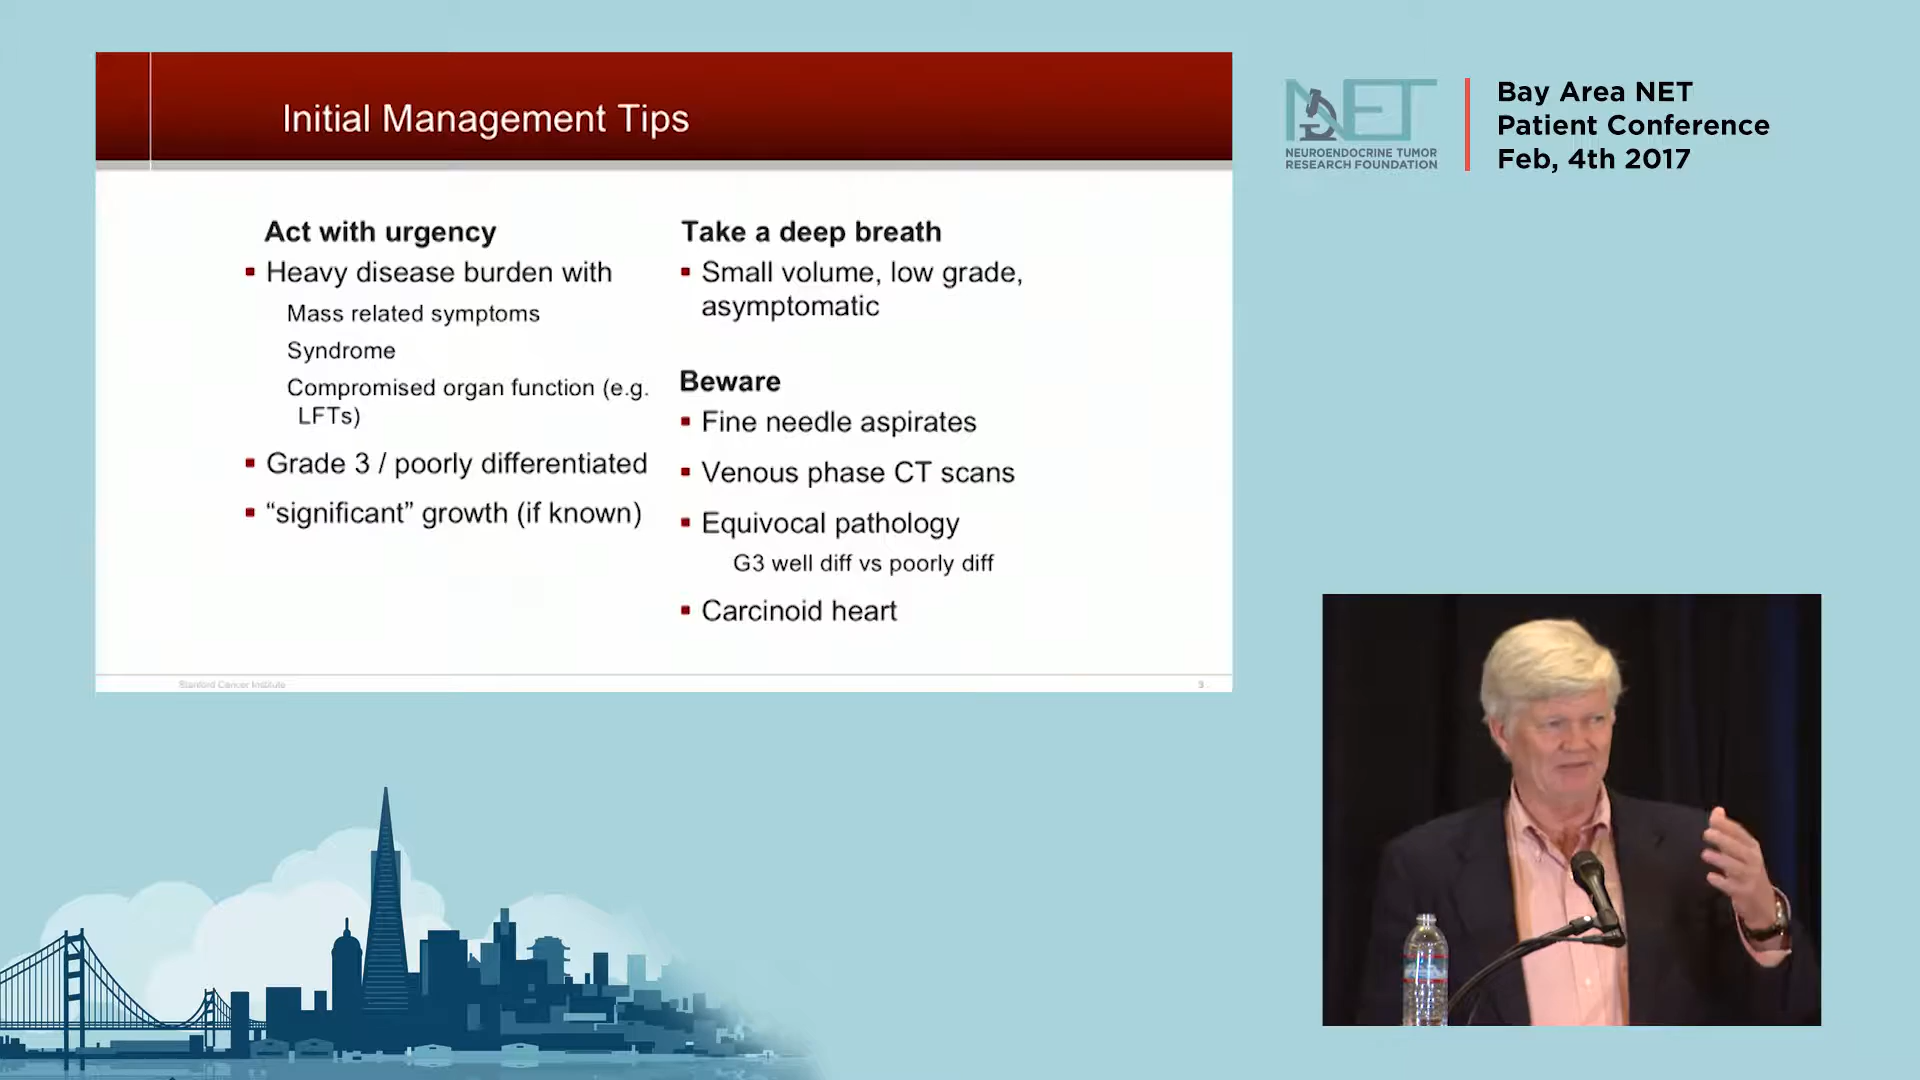 Initial Management Tips
Act with urgency
Heavy disease burden with
Mass related symptoms
Syndrome
Compromised organ function (e.g.
LFTs)
Grade 3 / poorly differentiated
“significant” growth (if known)
Take a deep breath
Small volume, low grade,
asymptomatic
Beware
Fine needle aspirates
Venous phase CT scans
Equivocal pathology
G3 well diff vs poorly diff
Carcinoid heart
Stanford Cancer Institute
NET
NEUROENDOCRINE TUMOR
RESEARCH FOUNDATION
Bay Area NET
Patient Conference
Feb, 4th 2017